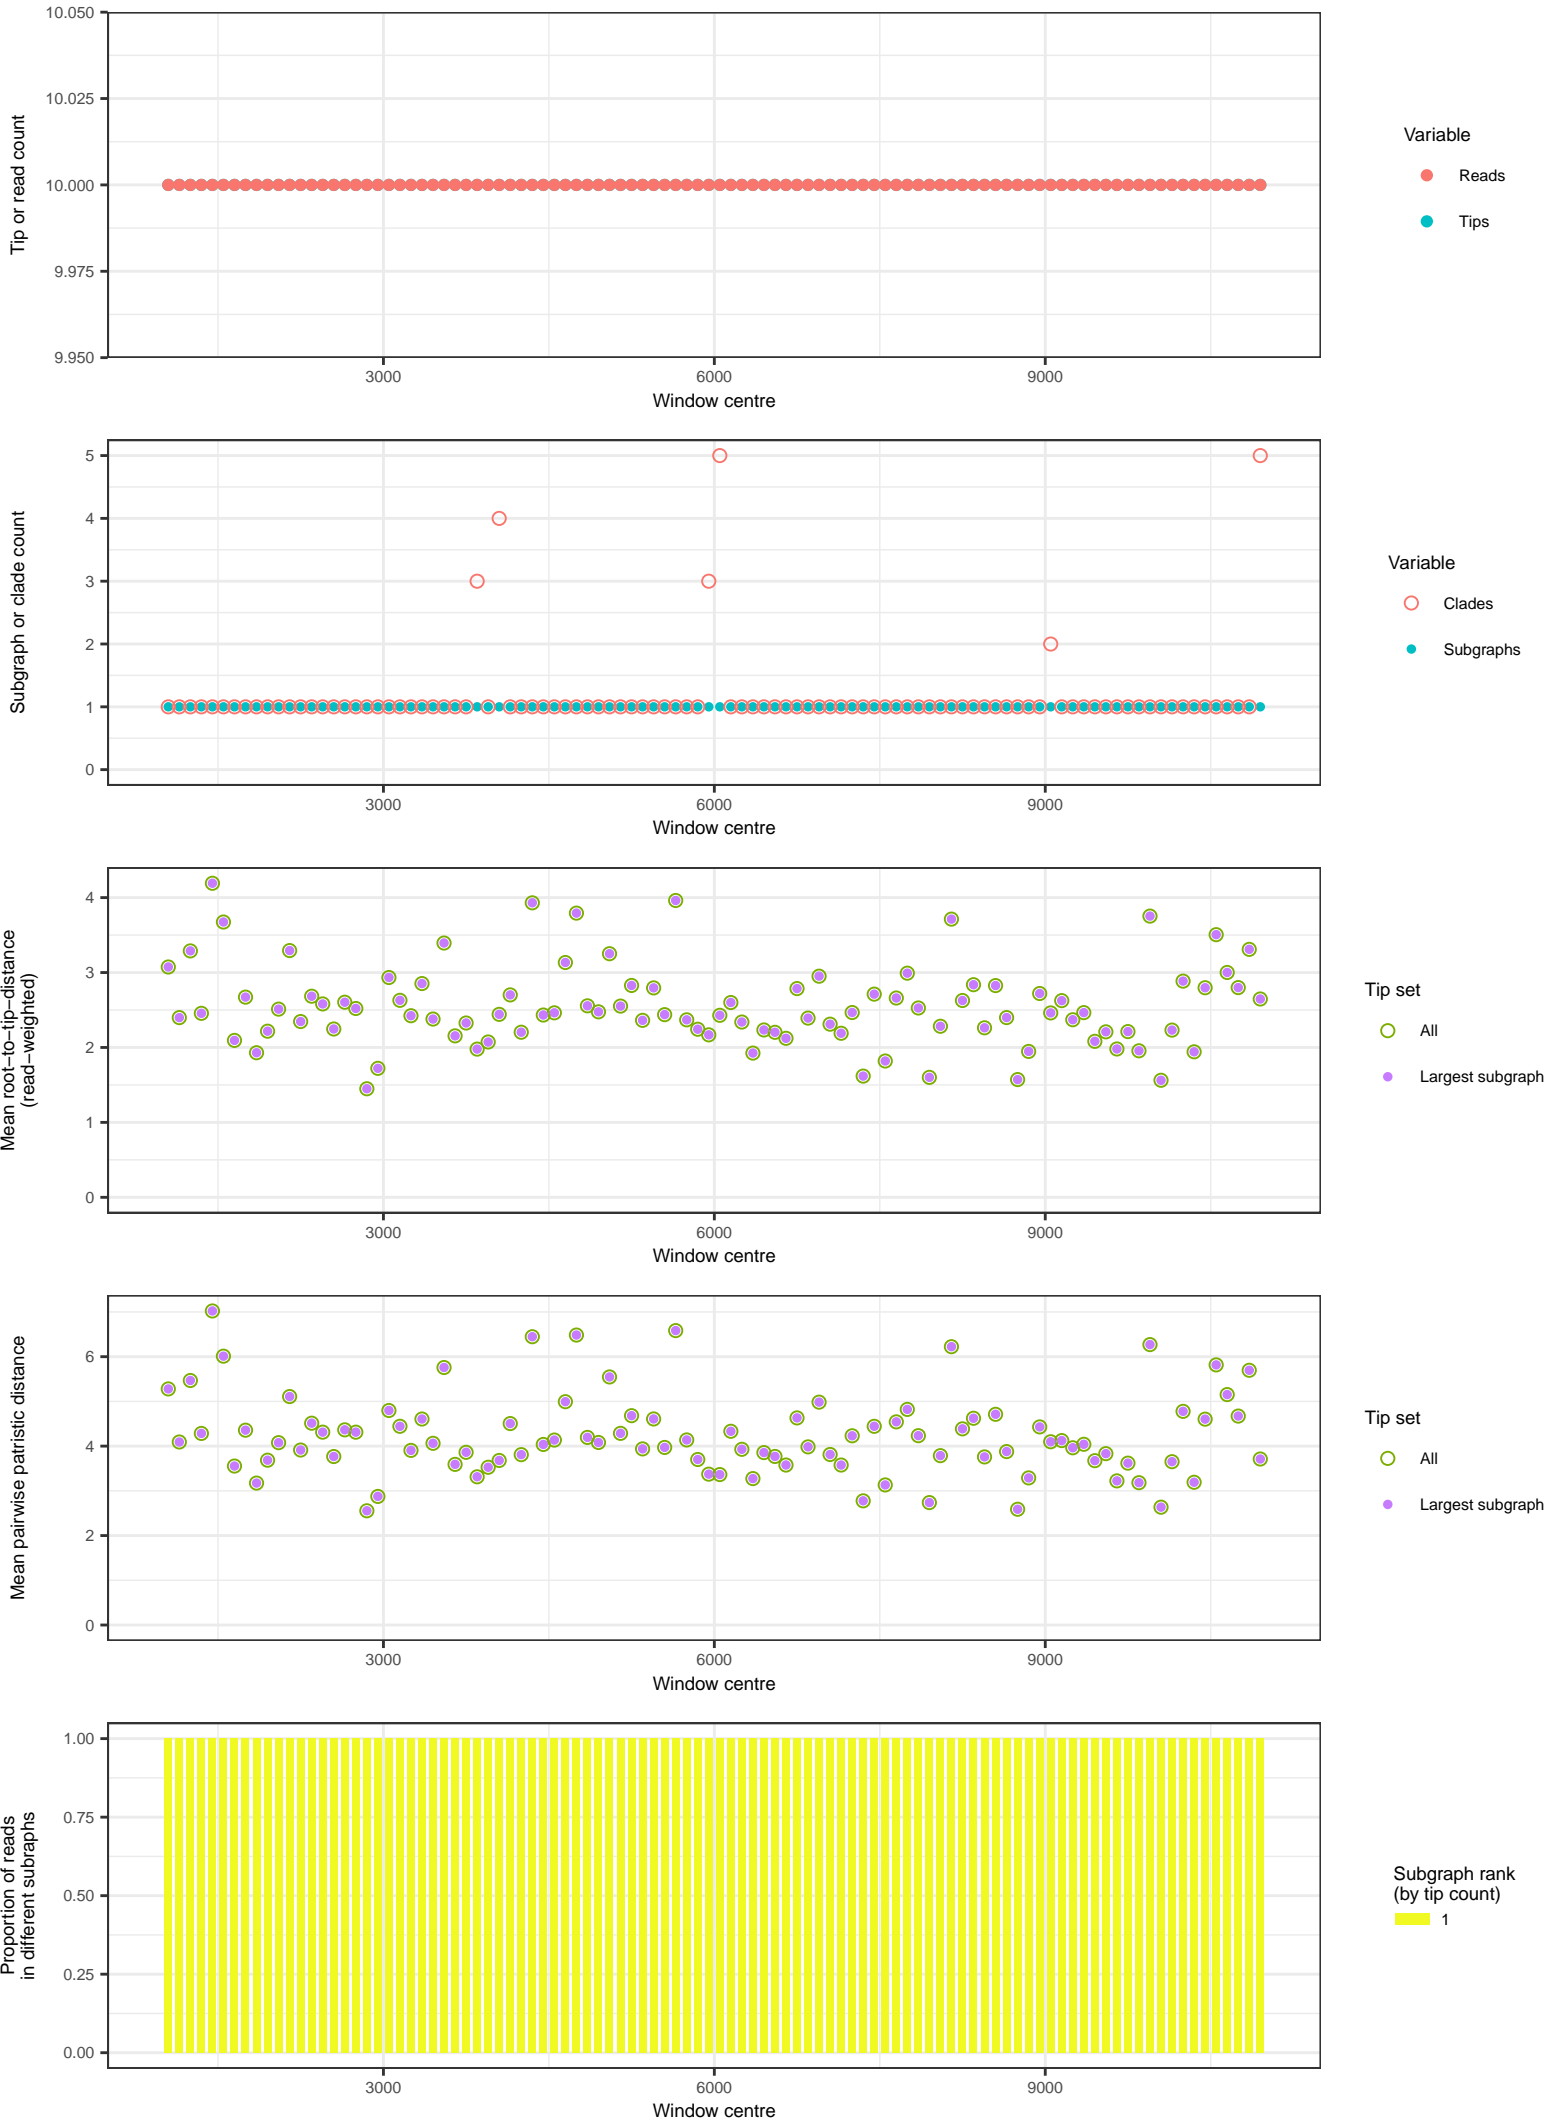 10.050
10.025
10.000
9.975
9.950
Tip or read count
3000
6000
9000
Window centre
Variable
Reads
Tips
5
4
3
2
1
0
Subgraph or clade count
3000
6000
9000
Window centre
Variable
Clades
Subgraphs
4
3
2
1
0
Mean root−to−tip−distance
(read−weighted)
3000
6000
9000
Window centre
Tip set
All
Largest subgraph
6
4
2
0
Mean pairwise patristic distance
3000
6000
9000
Window centre
Tip set
All
Largest subgraph
1.00
0.75
0.50
0.25
0.00
Proportion of reads
in different subraphs
3000
6000
9000
Window centre
Subgraph rank
(by tip count)
1